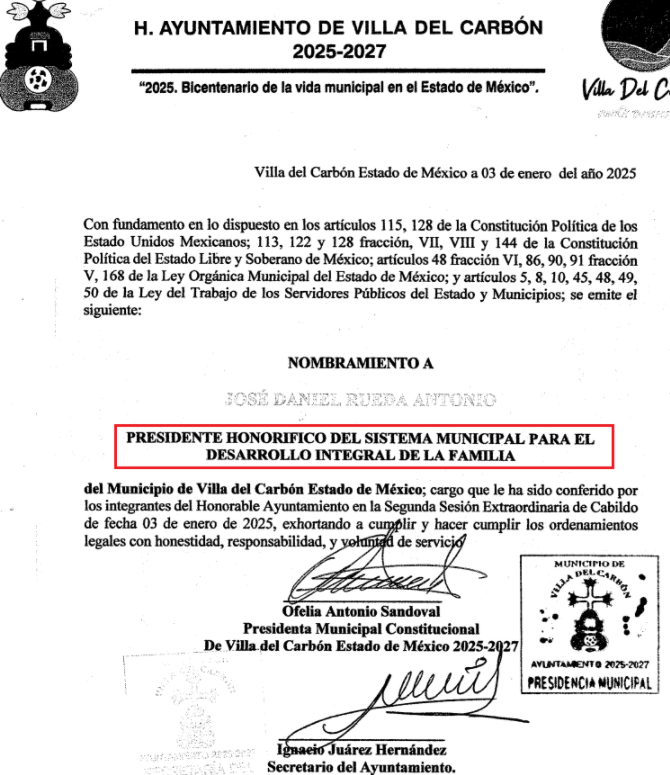 H. AYUNTAMIENTO DE VILLA DEL CARBÓN
2025-2027
“2025. Bicentenario de la vida municipal en el Estado de México”.
Villa Del C
Villa del Carbón Estado de México a 03 de enero del año 2025
Con fundamento en lo dispuesto en los artículos 115, 128 de la Constitución Política de los
Estado Unidos Mexicanos; 113, 122 y 128 fracción, VII, VIII y 144 de la Constitución
Política del Estado Libre y Soberano de México; artículos 48 fracción VI, 86, 90, 91 fracción
V, 168 de la Ley Orgánica Municipal del Estado de México; y artículos 5, 8, 10, 45, 48, 49,
50 de la Ley del Trabajo de los Servidores Públicos del Estado y Municipios; se emite el
siguiente:
NOMBRAMIENTO A
JOSÉ DANIEL RUEDA ANTONIO
PRESIDENTE HONORIFICO DEL SISTEMA MUNICIPAL PARA EL
DESARROLLO INTEGRAL DE LA FAMILIA
del Municipio de Villa del Carbón Estado de México; cargo que le ha sido conferido por
los integrantes del Honorable Ayuntamiento en la Segunda Sesión Extraordinaria de Cabildo
de fecha 03 de enero de 2025, exhortando a cumplir y hacer cumplir los ordenamientos
legales con honestidad, responsabilidad, y voluntad de servicio
Ofelia Antonio Sandoval
Presidenta Municipal Constitucional
De Villa del Carbón Estado de México 2025-2027
MUNICIPIO DE
VILLA DEL CARBÓN
AYUNTAMIENTO 2025-2027
PRESIDENCIA MUNICIPAL
VILLA DEL CARBÓN
AYUNTAMIENTO 2025-2027
SECRETARÍA DEL
Ignacio Juárez Hernández
Secretario del Ayuntamiento.